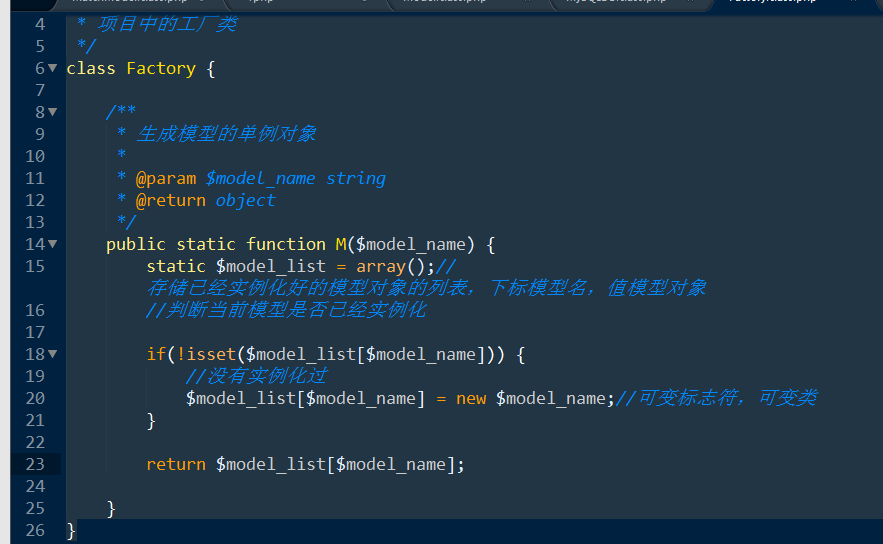 4 * 项目中的工厂类
5 */
6 class Factory {
7
8 /**
9 * 生成模型的单例对象
10 *
11 * @param $model_name string
12 * @return object
13 */
14 public static function M($model_name) {
15 static $model_list = array();//
存储已经实例化好的模型对象的列表，下标模型名，值模型对象
16 //判断当前模型是否已经实例化
17
18 if(!isset($model_list[$model_name])) {
19 //没有实例化过
20 $model_list[$model_name] = new $model_name;//可变标志符，可变类
21 }
22
23 return $model_list[$model_name];
24
25 }
26 }